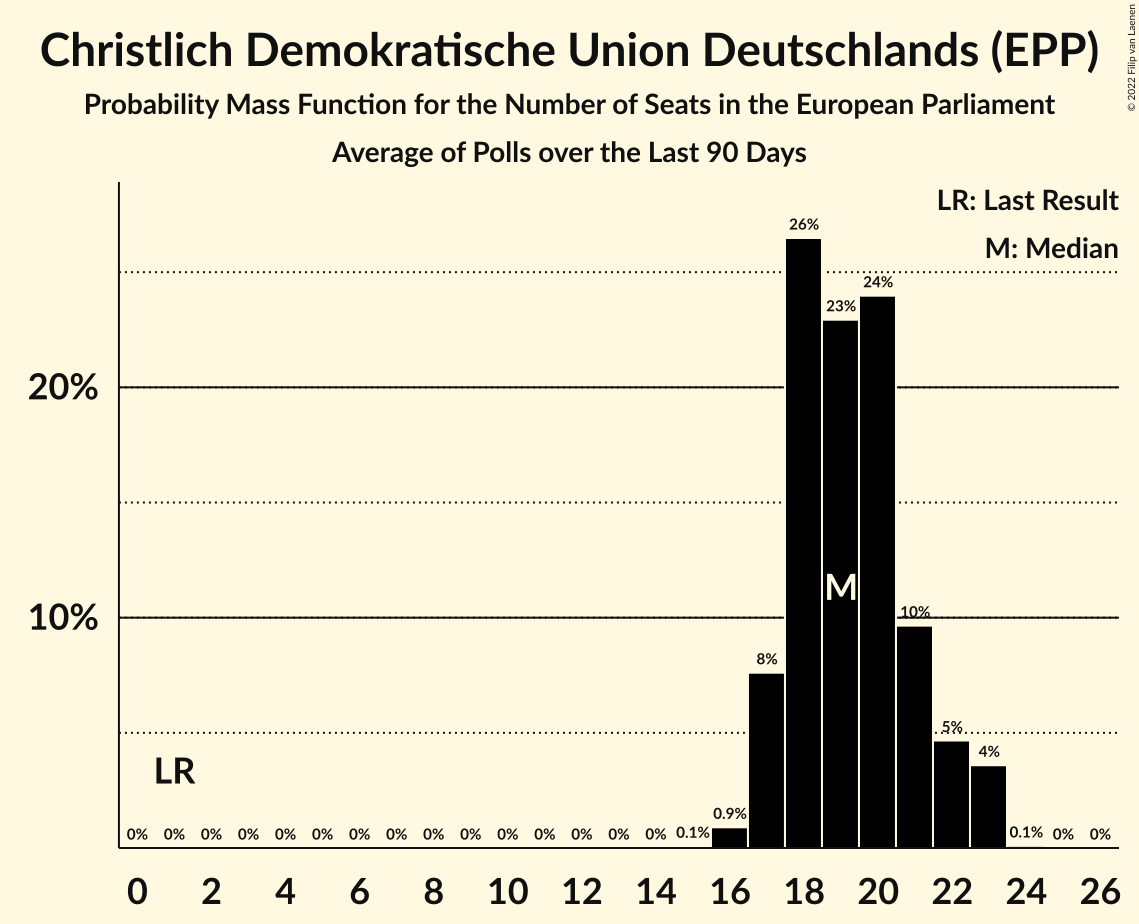 Christlich Demokratische Union Deutschlands (EPP)
Probability Mass Function for the Number of Seats in the European Parliament
Average of Polls over the Last 90 Days
© 2022 Filip van Laenen
LR: Last Result
M: Median
26%
24%
23%
20%
M
10%
10%
8%
5%
4%
LR
0% 0% 0% 0% 0% 0% 0% 0% 0% 0% 0% 0% 0% 0% 0% 0.1% 0.9% 0.1% 0% 0%
0 2 4 6 8 10 12 14 16 18 20 22 24 26